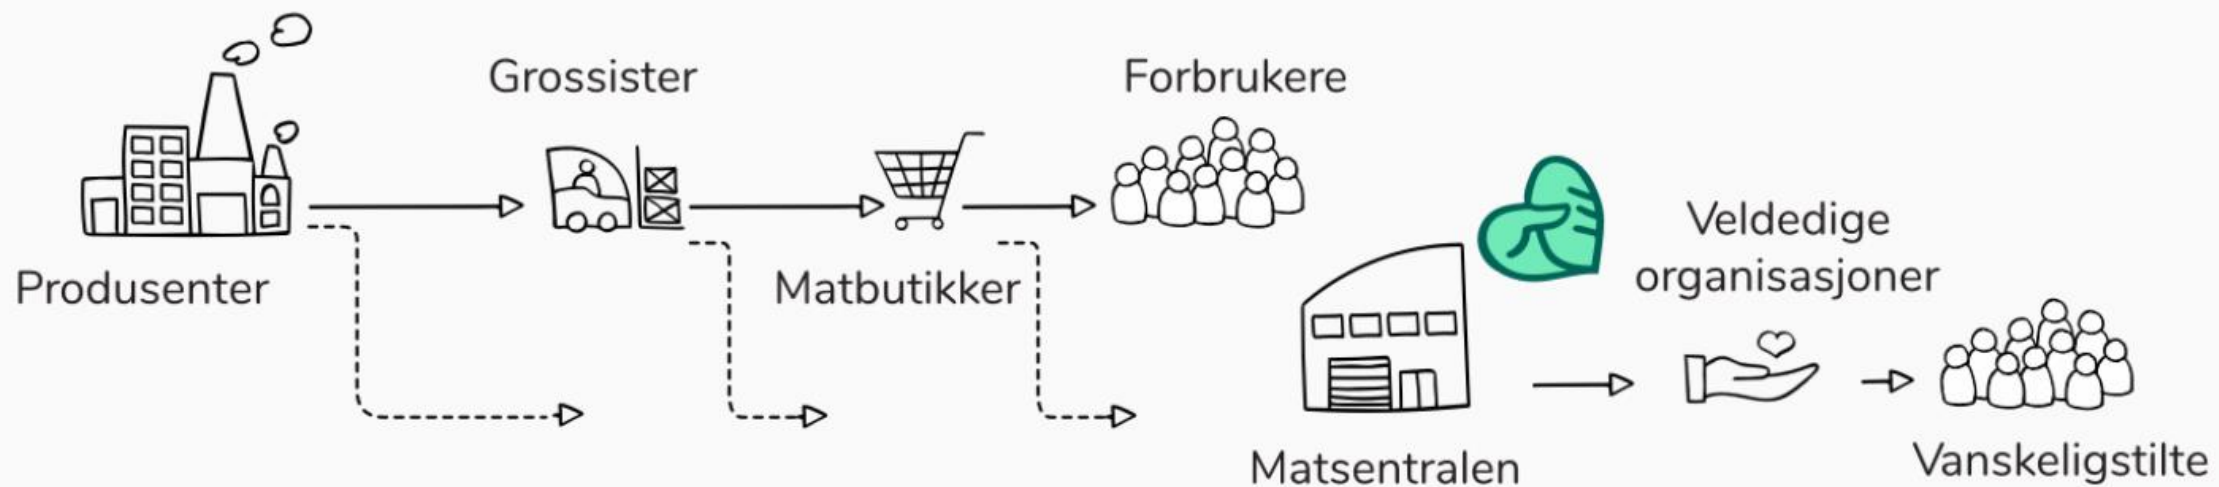 Grossister
Forbrukere
Produsenter
Matbutikker
Veldedige
organisasjoner
Matsentralen
Vanskeligstilte